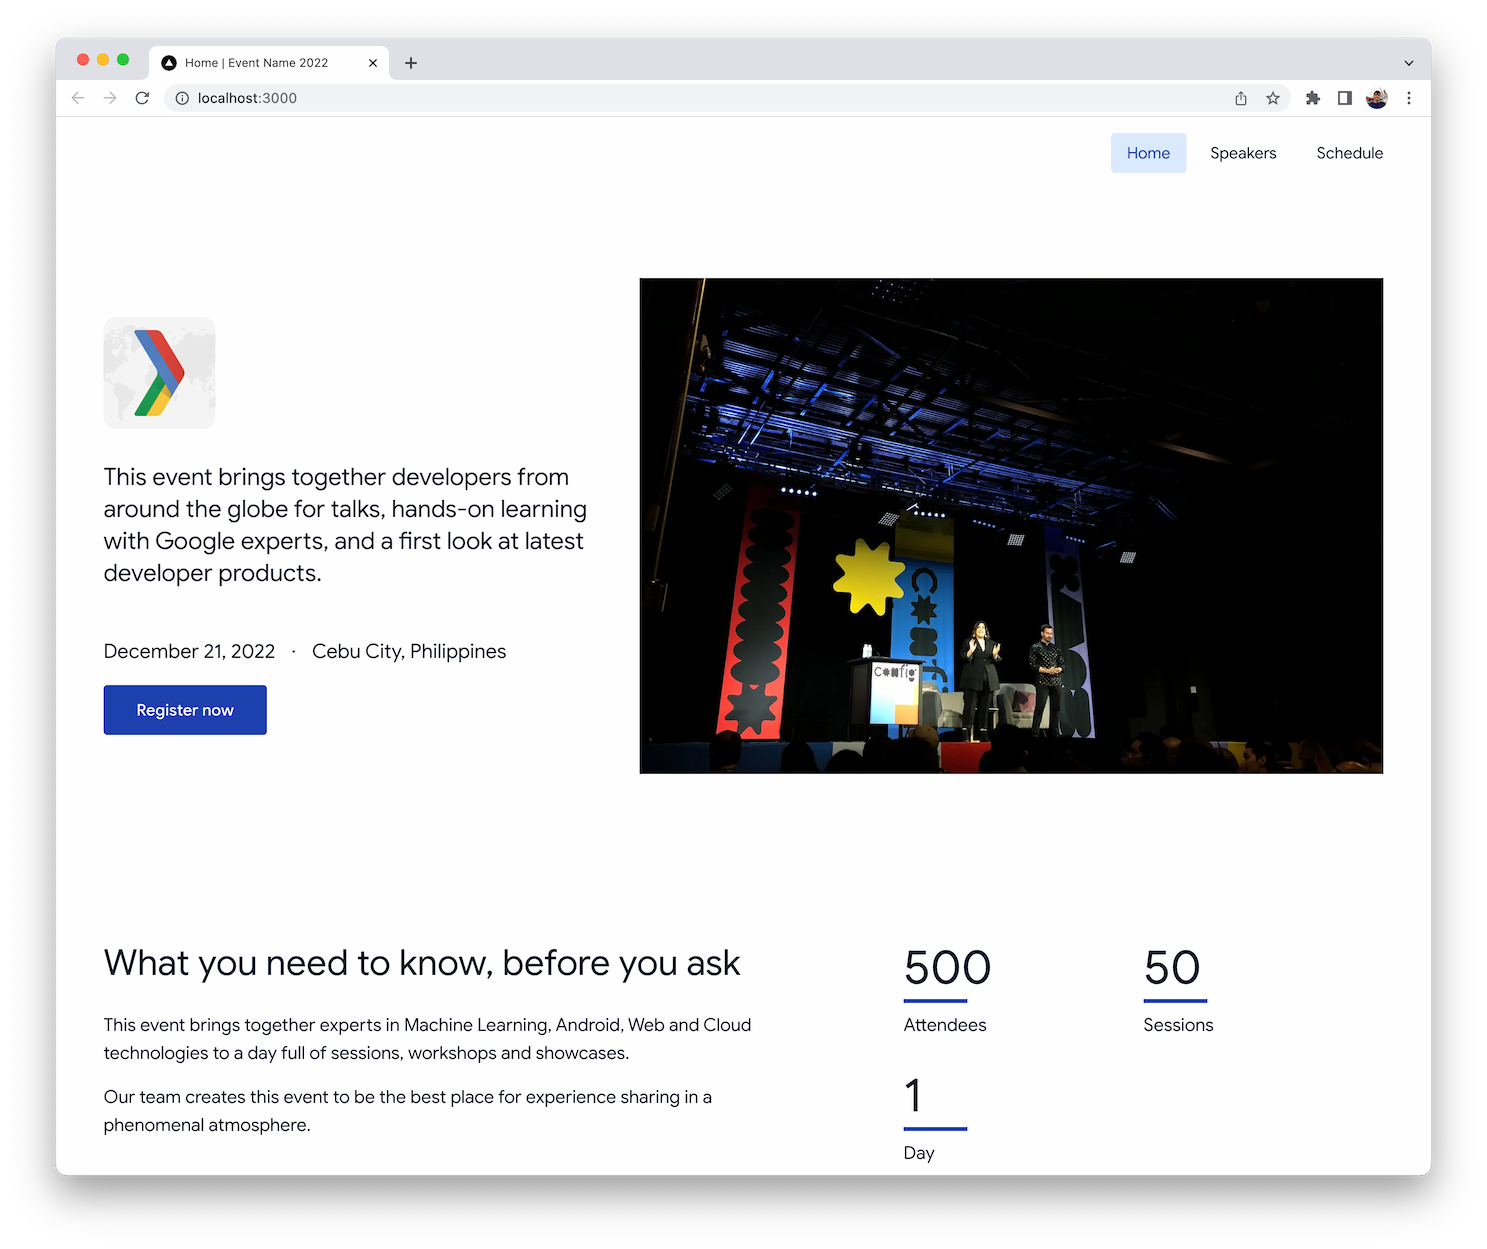 Home | Event Name 2022
localhost:3000
Home Speakers Schedule
This event brings together developers from
around the globe for talks, hands-on learning
with Google experts, and a first look at latest
developer products.
December 21, 2022 · Cebu City, Philippines
Register now
Config
What you need to know, before you ask
This event brings together experts in Machine Learning, Android, Web and Cloud
technologies to a day full of sessions, workshops and showcases.
Our team creates this event to be the best place for experience sharing in a
phenomenal atmosphere.
500
Attendees
50
Sessions
1
Day